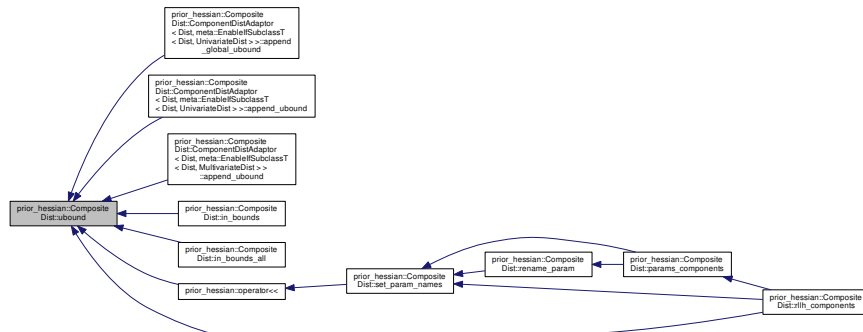 prior_hessian::Composite
Dist::ComponentDistAdaptor
< Dist, meta::EnableIfSubclassT
< Dist, UnivariateDist > >::append
_global_ubound
prior_hessian::Composite
Dist::ComponentDistAdaptor
< Dist, meta::EnableIfSubclassT
< Dist, UnivariateDist > >::append_ubound
prior_hessian::Composite
Dist::ComponentDistAdaptor
< Dist, meta::EnableIfSubclassT
< Dist, MultivariateDist > >
::append_ubound
prior_hessian::Composite
Dist::ubound
prior_hessian::Composite
Dist::in_bounds
prior_hessian::Composite
Dist::in_bounds_all
prior_hessian::operator<<
prior_hessian::Composite
Dist::set_param_names
prior_hessian::Composite
Dist::rename_param
prior_hessian::Composite
Dist::params_components
prior_hessian::Composite
Dist::rllh_components